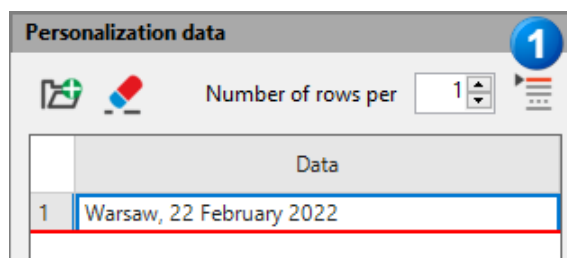 Personalization data
1
Number of rows per 1
Data
1 Warsaw, 22 February 2022